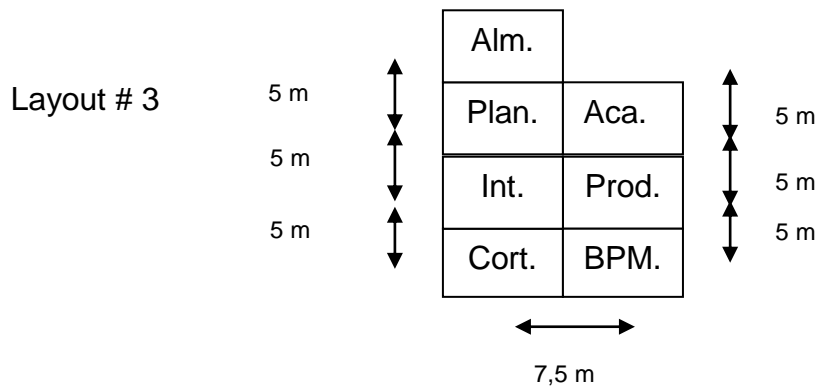 Alm.
Layout # 3
5 m
Plan.
Aca.
5 m
5 m
Int.
Prod.
5 m
5 m
Cort.
BPM.
5 m
7,5 m